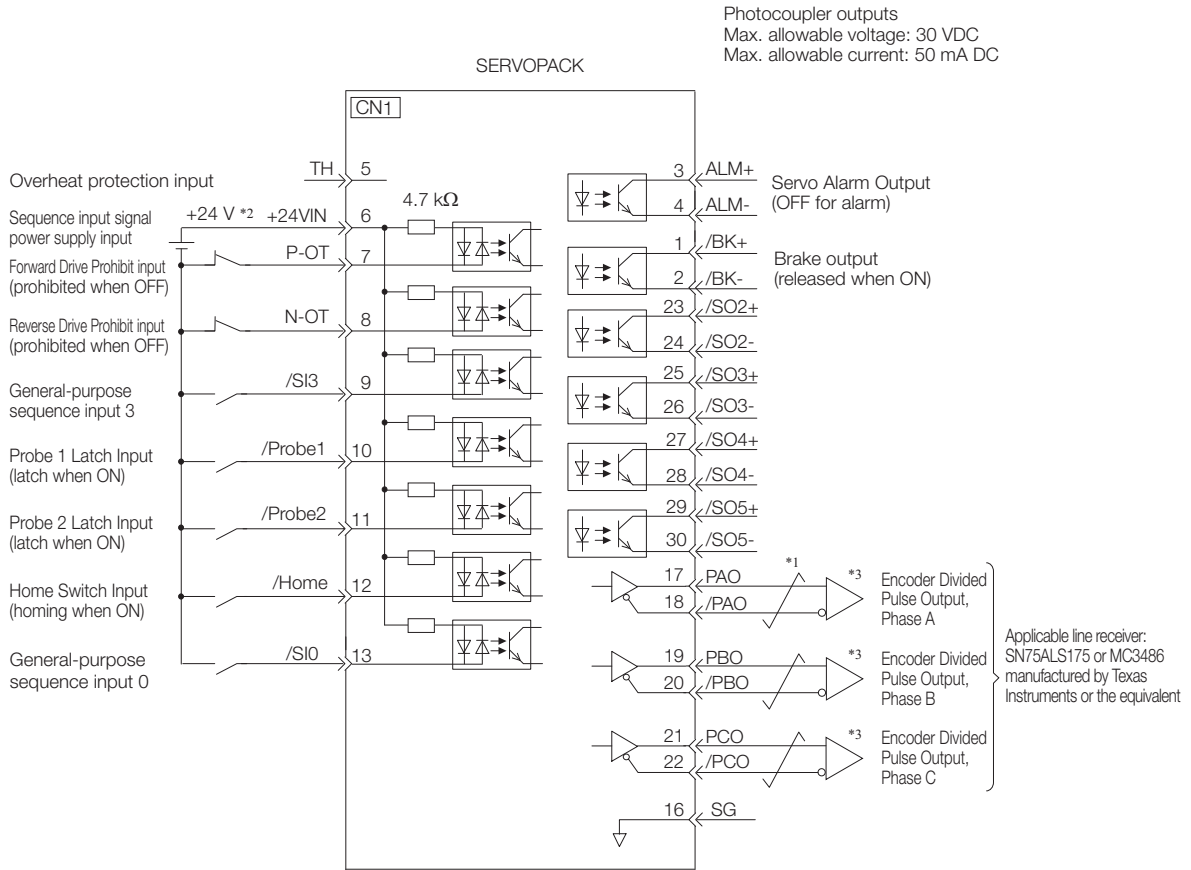 Photocoupler outputs
Max. allowable voltage: 30 VDC
Max. allowable current: 50 mA DC
SERVOPACK
CN1
Overheat protection input
TH 5
Sequence input signal
power supply input
+24 V *2 +24VIN 6
4.7 kΩ
Forward Drive Prohibit input
(prohibited when OFF)
P-OT 7
Reverse Drive Prohibit input
(prohibited when OFF)
N-OT 8
General-purpose
sequence input 3
/SI3 9
Probe 1 Latch Input
(latch when ON)
/Probe1 10
Probe 2 Latch Input
(latch when ON)
/Probe2 11
Home Switch Input
(homing when ON)
/Home 12
General-purpose
sequence input 0
/SI0 13
3 ALM+
4 ALM-
Servo Alarm Output
(OFF for alarm)
1 /BK+
2 /BK-
Brake output
(released when ON)
23 /SO2+
24 /SO2-
25 /SO3+
26 /SO3-
27 /SO4+
28 /SO4-
29 /SO5+
30 /SO5-
*1
17 PAO
18 /PAO
*3
Encoder Divided
Pulse Output,
Phase A
19 PBO
20 /PBO
*3
Encoder Divided
Pulse Output,
Phase B
21 PCO
22 /PCO
*3
Encoder Divided
Pulse Output,
Phase C
Applicable line receiver:
SN75ALS175 or MC3486
manufactured by Texas
Instruments or the equivalent
16 SG